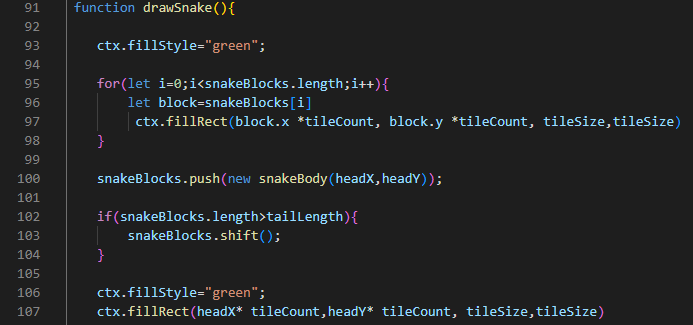 91 function drawSnake(){
92
93 ctx.fillStyle="green";
94
95 for(let i=0;i<snakeBlocks.length;i++){
96 let block=snakeBlocks[i]
97 ctx.fillRect(block.x *tileCount, block.y *tileCount, tileSize,tileSize)
98 }
99
100 snakeBlocks.push(new snakeBody(headX,headY));
101
102 if(snakeBlocks.length>tailLength){
103 snakeBlocks.shift();
104 }
105
106 ctx.fillStyle="green";
107 ctx.fillRect(headX* tileCount,headY* tileCount, tileSize,tileSize)